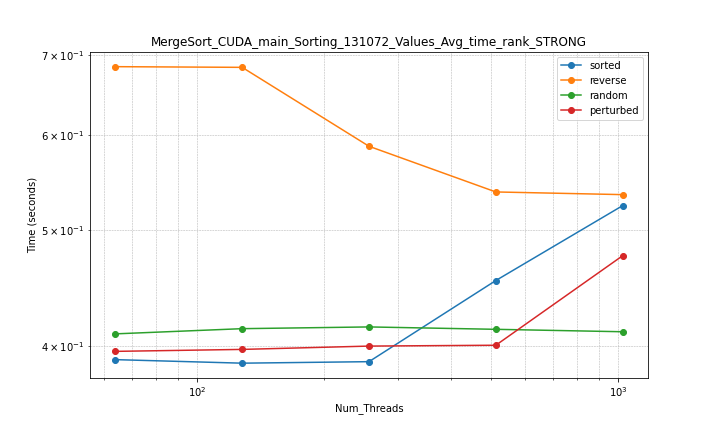 MergeSort_CUDA_main_Sorting_131072_Values_Avg_time_rank_STRONG
7 × 10⁻¹
6 × 10⁻¹
5 × 10⁻¹
4 × 10⁻¹
Time (seconds)
sorted
reverse
random
perturbed
10²
10³
Num_Threads